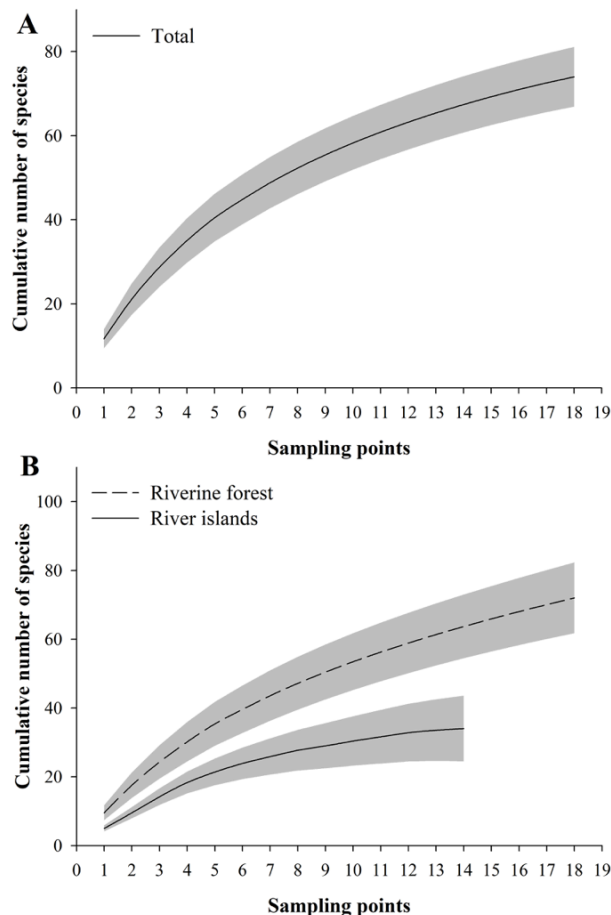 A
Total
Cumulative number of species
80
60
40
20
0
0 1 2 3 4 5 6 7 8 9 10 11 12 13 14 15 16 17 18 19
Sampling points
B
Riverine forest
River islands
Cumulative number of species
100
80
60
40
20
0
0 1 2 3 4 5 6 7 8 9 10 11 12 13 14 15 16 17 18 19
Sampling points